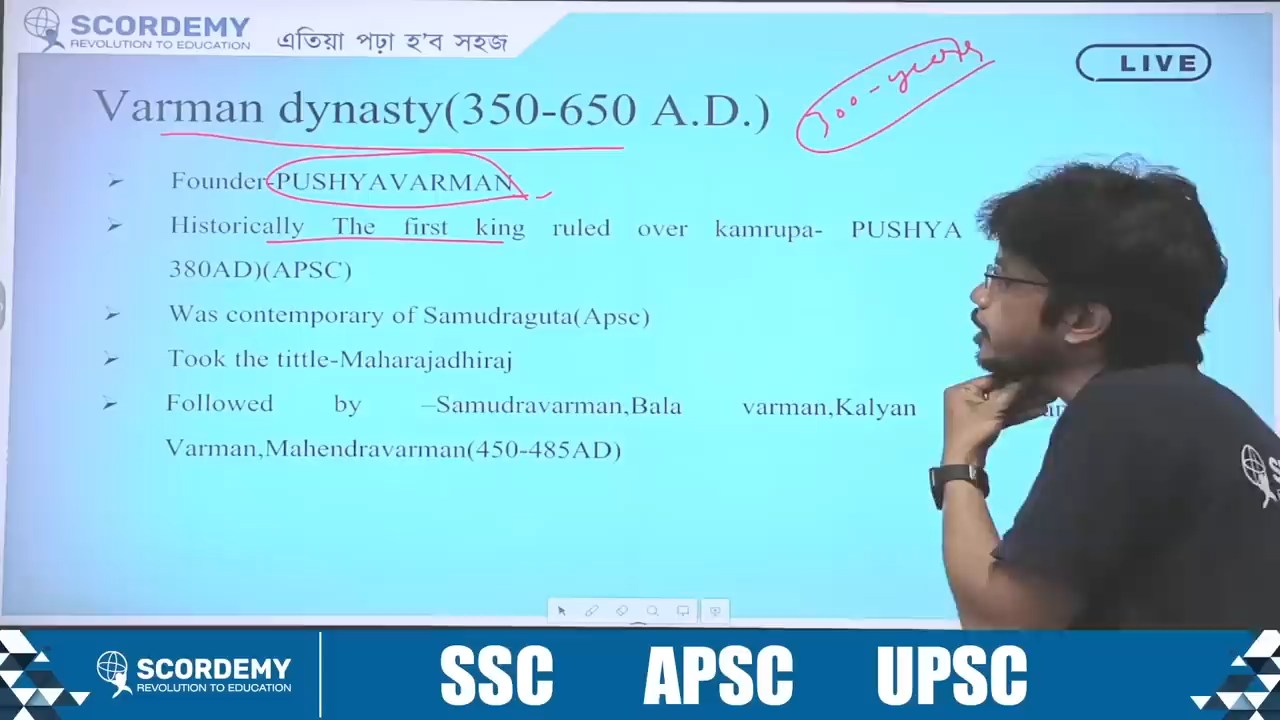 SCORDEMY
REVOLUTION TO EDUCATION
এতিয়া পঢ়া হ'ব সহজ
LIVE
300-years
Varman dynasty(350-650 A.D.)
➢ Founder-PUSHYAVARMAN
➢ Historically The first king ruled over kamrupa- PUSHYA
380AD)(APSC)
➢ Was contemporary of Samudraguta(Apsc)
➢ Took the tittle-Maharajadhiraj
➢ Followed by –Samudravarman,Bala varman,Kalyan
Varman,Mahendravarman(450-485AD)
SCORDEMY
REVOLUTION TO EDUCATION
SSC APSC UPSC